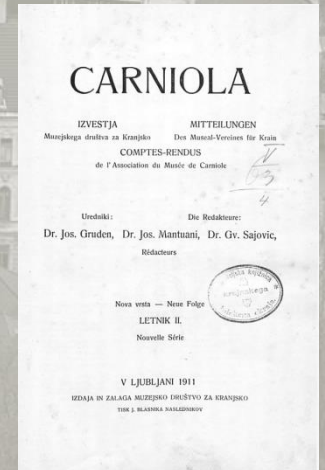 CARNIOLA
IZVESTJA
Muzejskega društva za Kranjsko
MITTEILUNGEN
Des Museal-Vereines für Krain
COMPTES-RENDUS
de l'Association du Musée de Carniole
Uredniki: Die Redakteure:
Dr. Jos. Gruden, Dr. Jos. Mantuani, Dr. Gv. Sajovic,
Rédacteurs
Nova vrsta — Neue Folge
LETNIK II.
Nouvelle Série
V LJUBLJANI 1911
IZDAJA IN ZALAGA MUZEJSKO DRUŠTVO ZA KRANJSKO
TISK J. BLASNIKA NASLEDNIKOV